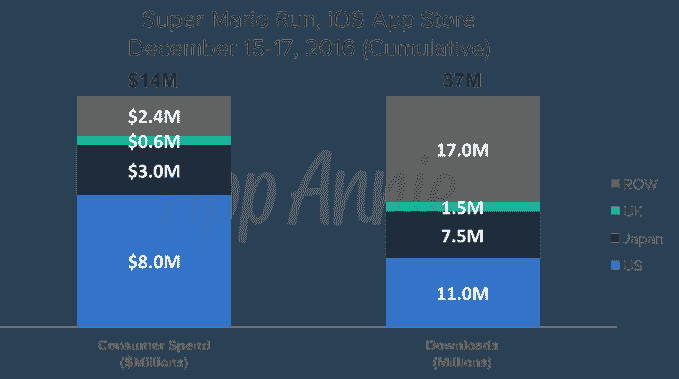 Super Mario Run, iOS App Store
December 15-17, 2016 (Cumulative)
$14M
37M
$2.4M
$0.6M
$3.0M
$8.0M
17.0M
1.5M
7.5M
11.0M
App Annie
ROW
UK
Japan
US
Consumer Spend
($Millions)
Downloads
(Millions)